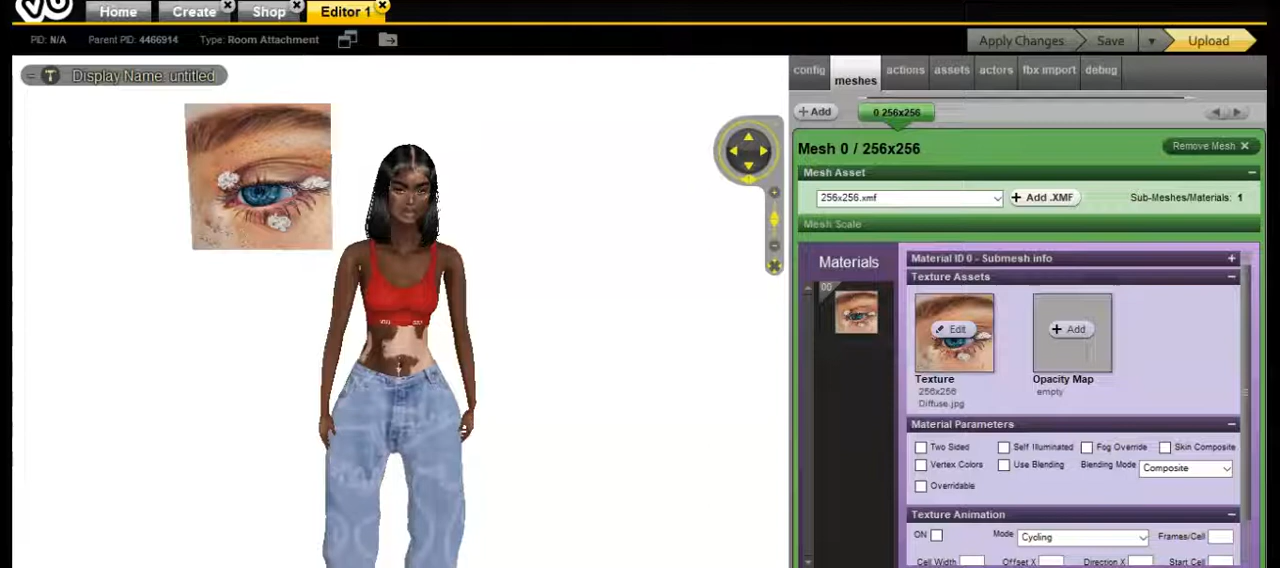 Home
Create
Shop
Editor 1
PID: N/A
Parent PID: 4466914
Type: Room Attachment
Apply Changes
Save
Upload
T
Display Name: untitled
config
meshes
actions
assets
actors
fbx import
debug
+ Add
0 256x256
Mesh 0 / 256x256
Remove Mesh X
Mesh Asset
256x256.xmf
+ Add .XMF
Sub-Meshes/Materials: 1
Mesh Scale
Materials
00
Material ID 0 - Submesh info
Texture Assets
Edit
+ Add
Texture
Opacity Map
256x256
empty
Diffuse.jpg
Material Parameters
Two Sided
Self Illuminated
Fog Override
Skin Composite
Vertex Colors
Use Blending
Blending Mode
Composite
Overridable
Texture Animation
ON
Mode
Cycling
Frames/Cell
Cell Width
Offset X
Direction X
Start Cell